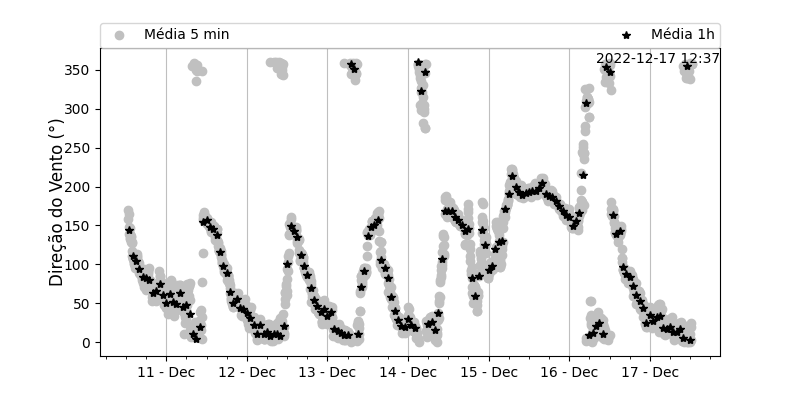 Média 5 min
Média 1h
2022-12-17 12:37
Direção do Vento (°)
350
300
250
200
150
100
50
0
11 - Dec
12 - Dec
13 - Dec
14 - Dec
15 - Dec
16 - Dec
17 - Dec